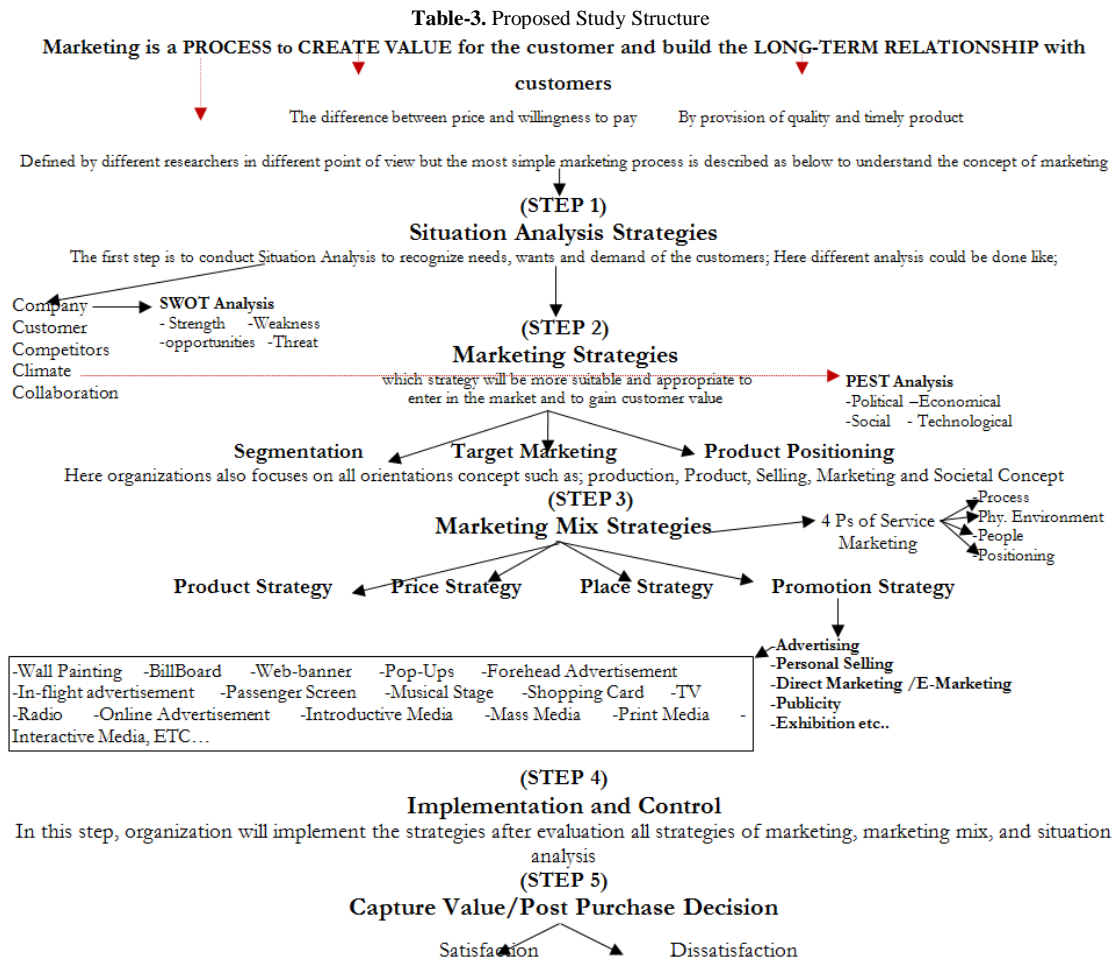 Table-3. Proposed Study Structure
Marketing is a PROCESS to CREATE VALUE for the customer and build the LONG-TERM RELATIONSHIP with
customers
The difference between price and willingness to pay By provision of quality and timely product
Defined by different researchers in different point of view but the most simple marketing process is described as below to understand the concept of marketing
(STEP 1)
Situation Analysis Strategies
The first step is to conduct Situation Analysis to recognize needs, wants and demand of the customers; Here different analysis could be done like;
Company
Customer
Competitors
Climate
Collaboration
SWOT Analysis
- Strength -Weakness
-opportunities -Threat
(STEP 2)
Marketing Strategies
which strategy will be more suitable and appropriate to
enter in the market and to gain customer value
PEST Analysis
-Political –Economical
-Social - Technological
Segmentation Target Marketing Product Positioning
Here organizations also focuses on all orientations concept such as; production, Product, Selling, Marketing and Societal Concept
(STEP 3)
Marketing Mix Strategies
4 Ps of Service
Marketing
-Process
-Phy. Environment
-People
-Positioning
Product Strategy Price Strategy Place Strategy Promotion Strategy
-Advertising
-Personal Selling
-Direct Marketing /E-Marketing
-Publicity
-Exhibition etc..
-Wall Painting -BillBoard -Web-banner -Pop-Ups -Forehead Advertisement
-In-flight advertisement -Passenger Screen -Musical Stage -Shopping Card -TV
-Radio -Online Advertisement -Introductive Media -Mass Media -Print Media -
Interactive Media, ETC…
(STEP 4)
Implementation and Control
In this step, organization will implement the strategies after evaluation all strategies of marketing, marketing mix, and situation
analysis
(STEP 5)
Capture Value/Post Purchase Decision
Satisfaction Dissatisfaction